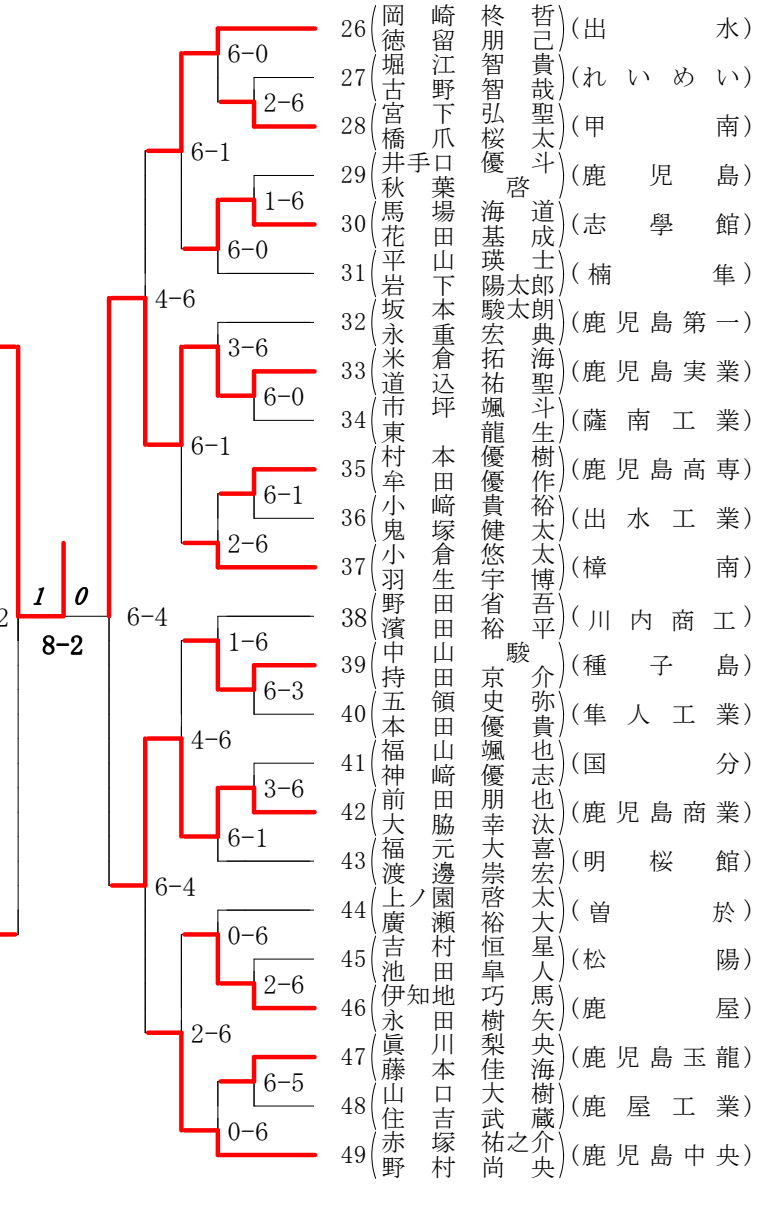 26 岡崎柊哲 徳留朋己 (出水)
6-0
27 堀江智貴 古野智哉 (れいめい)
2-6
28 宮下弘聖 橋爪桜太 (甲南)
6-1
29 井手口優斗 秋葉啓 (鹿児島)
1-6
30 馬場海道 花田基成 (志學館)
6-0
31 平山瑛士 岩下陽太郎 (楠隼)
4-6
32 坂本駿太朗 永重宏典 (鹿児島第一)
3-6
33 米倉拓海 道込祐聖 (鹿児島実業)
6-0
34 市坪颯斗 東龍生 (薩南工業)
6-1
35 村本優樹 牟田優作 (鹿児島高専)
6-1
36 小﨑貴裕 鬼塚健太 (出水工業)
2-6
37 小倉悠太 羽生宇博 (樟南)
1 0
2
8-2
6-4
38 野田省吾 濱田裕平 (川内商工)
1-6
39 中山駿 持田京介 (種子島)
6-3
40 五領史弥 本田優貴 (隼人工業)
4-6
41 福山颯也 神﨑優志 (国分)
3-6
42 前田朋也 大脇幸汰 (鹿児島商業)
6-1
43 福元大喜 渡邊崇宏 (明桜館)
6-4
44 上ノ園啓太 廣瀬裕大 (曽於)
0-6
45 吉村恒星 池田皐人 (松陽)
2-6
46 伊知地巧馬 永田樹矢 (鹿屋)
2-6
47 眞川梨央 藤本佳海 (鹿児島玉龍)
6-5
48 山口大樹 住吉武蔵 (鹿屋工業)
0-6
49 赤塚祐之介 野村尚央 (鹿児島中央)